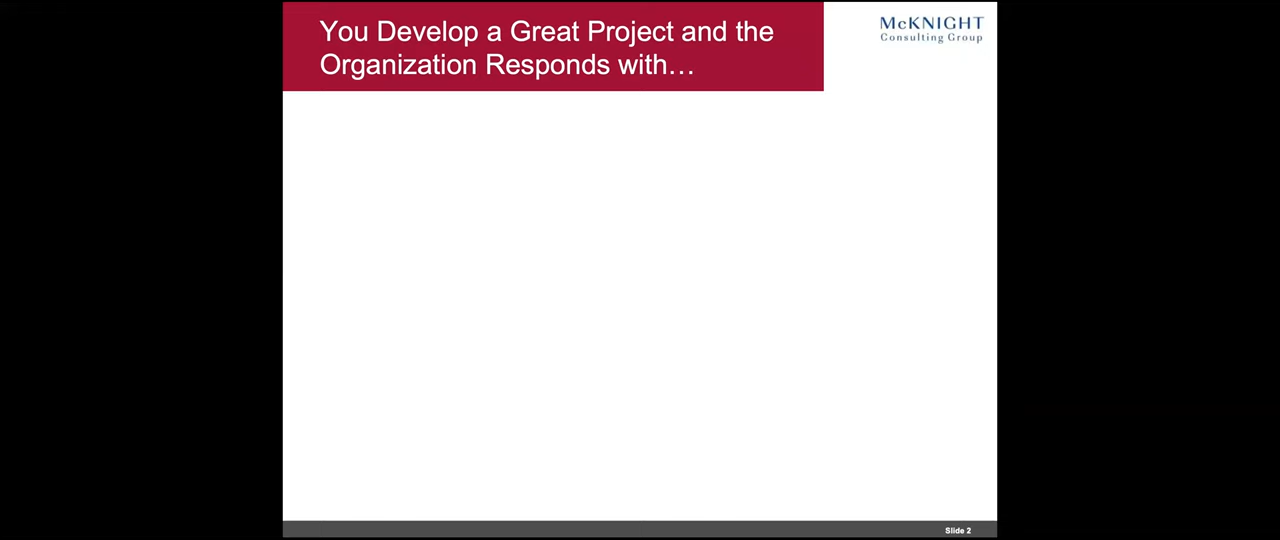 You Develop a Great Project and the
Organization Responds with…
McKNIGHT
Consulting Group
Slide 2